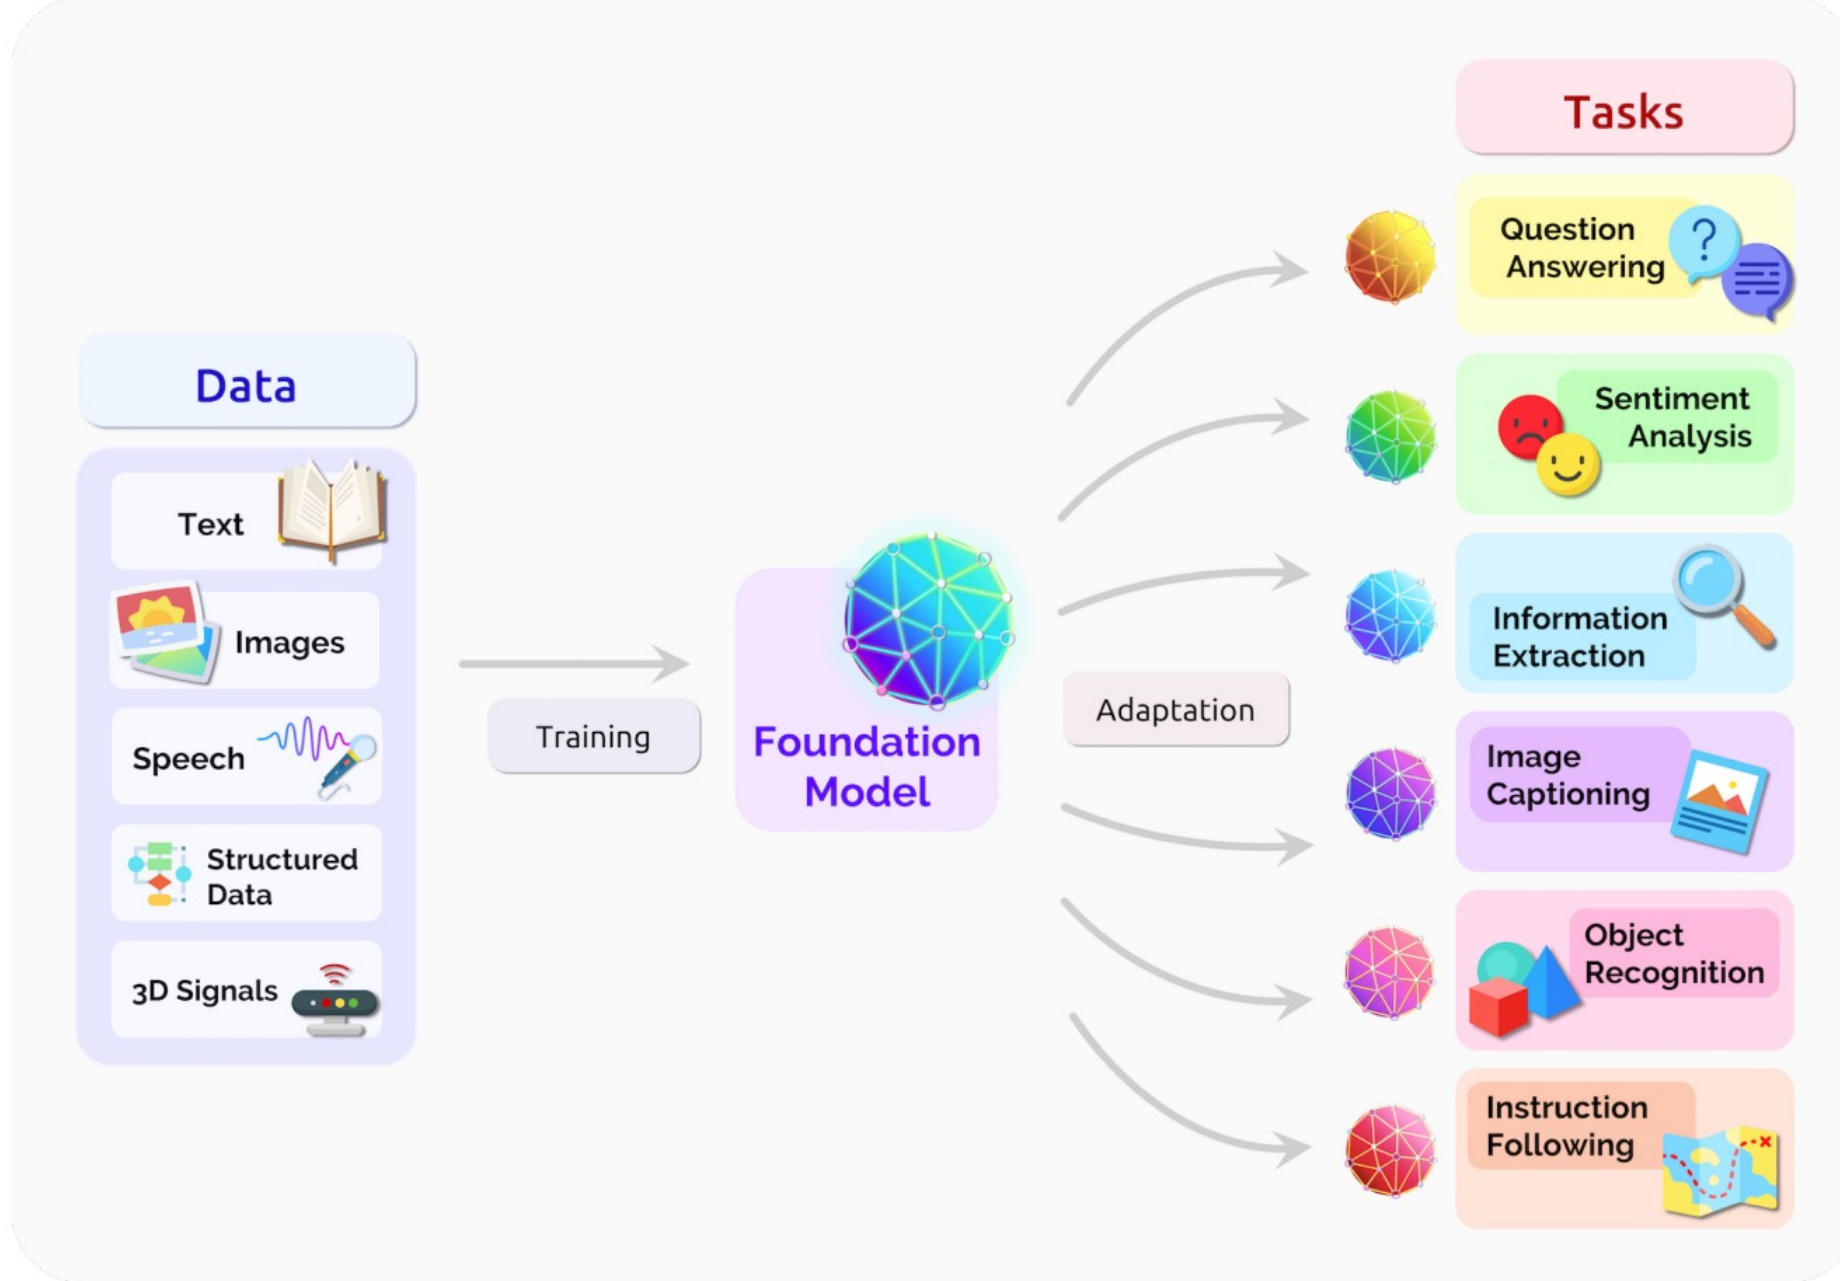 Data
Text
Images
Speech
Structured
Data
3D Signals
Training
Foundation
Model
Adaptation
Tasks
Question
Answering
Sentiment
Analysis
Information
Extraction
Image
Captioning
Object
Recognition
Instruction
Following